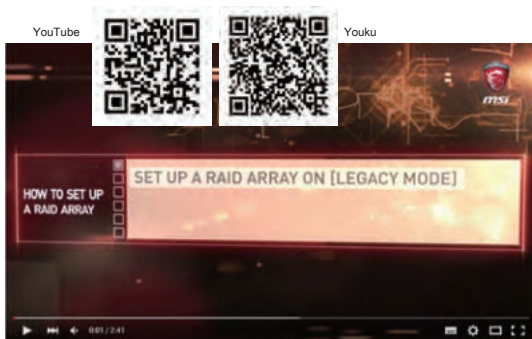 YouTube
Youku
msi
SET UP A RAID ARRAY ON [LEGACY MODE]
HOW TO SET UP
A RAID ARRAY
0:01 / 2:41